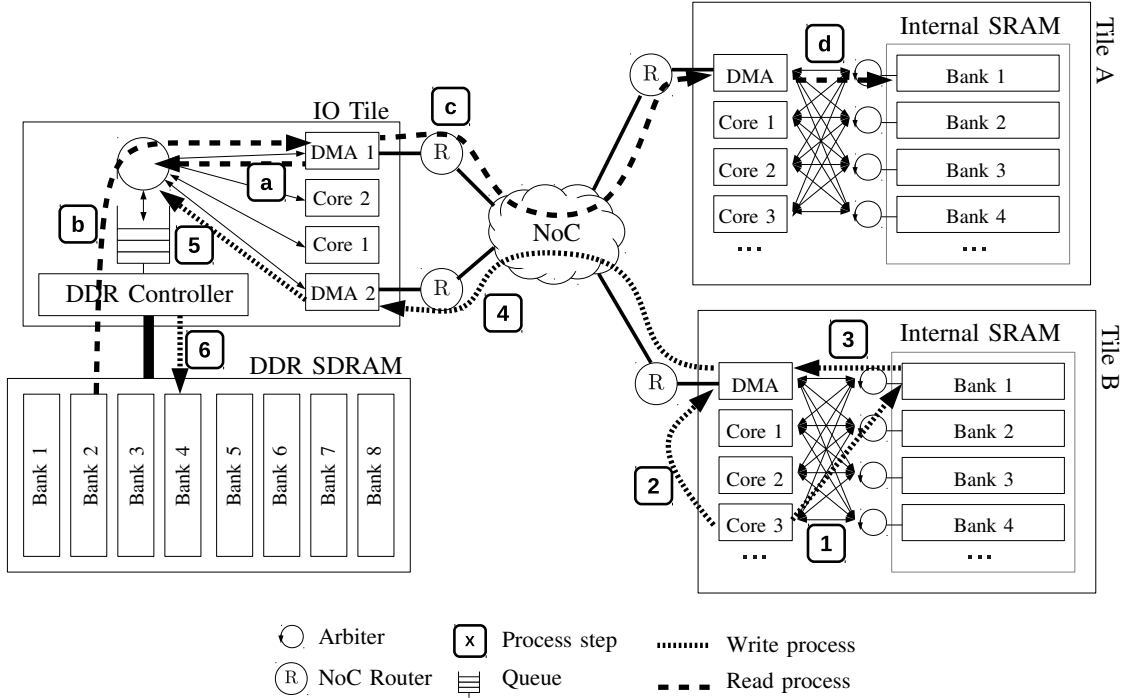 IO Tile
DMA 1
Core 2
Core 1
DMA 2
DDR Controller
a
b
5
6
c
R
R
NoC
4
DDR SDRAM
Bank 1
Bank 2
Bank 3
Bank 4
Bank 5
Bank 6
Bank 7
Bank 8
Tile A
Internal SRAM
d
R
DMA
Core 1
Core 2
Core 3
...
Bank 1
Bank 2
Bank 3
Bank 4
...
Tile B
Internal SRAM
3
R
DMA
Core 1
Core 2
Core 3
...
2
1
Bank 1
Bank 2
Bank 3
Bank 4
...
Arbiter
x Process step
Write process
R NoC Router
Queue
Read process